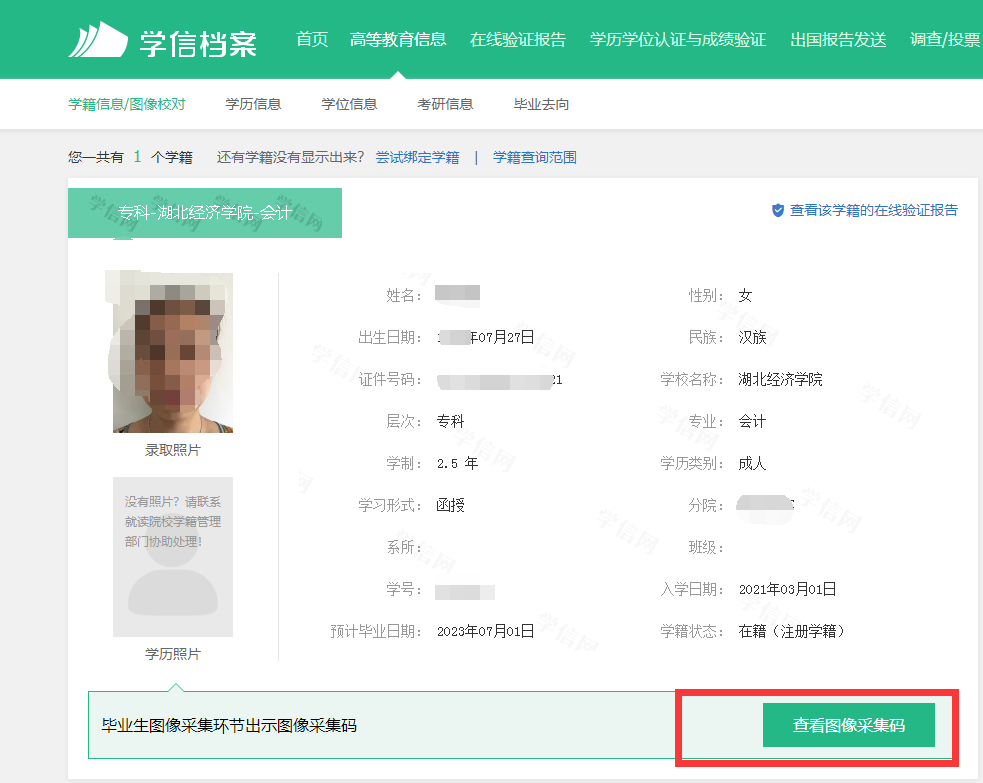 学信档案 首页 高等教育信息 在线验证报告 学历学位认证与成绩验证 出国报告发送 调查/投票
学籍信息/图像校对 学历信息 学位信息 考研信息 毕业去向
您一共有 1 个学籍 还有学籍没有显示出来? 尝试绑定学籍 | 学籍查询范围
专科-湖北经济学院-会计
查看该学籍的在线验证报告
姓名：
性别： 女
出生日期： 年07月27日
民族： 汉族
证件号码： 21
学校名称： 湖北经济学院
层次： 专科
专业： 会计
学制： 2.5 年
学历类别： 成人
学习形式： 函授
分院：
系所：
班级：
学号：
入学日期： 2021年03月01日
预计毕业日期： 2023年07月01日
学籍状态： 在籍（注册学籍）
录取照片
没有照片？请联系
就读院校学籍管理
部门协助处理！
学历照片
毕业生图像采集环节出示图像采集码
查看图像采集码